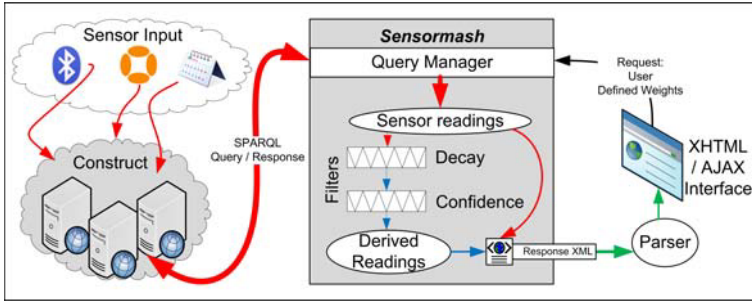 Sensor Input
Construct
SPARQL
Query / Response
Sensormash
Query Manager
Sensor readings
Filters
Decay
Confidence
Derived
Readings
Response XML
Request:
User
Defined Weights
XHTML
/ AJAX
Interface
Parser